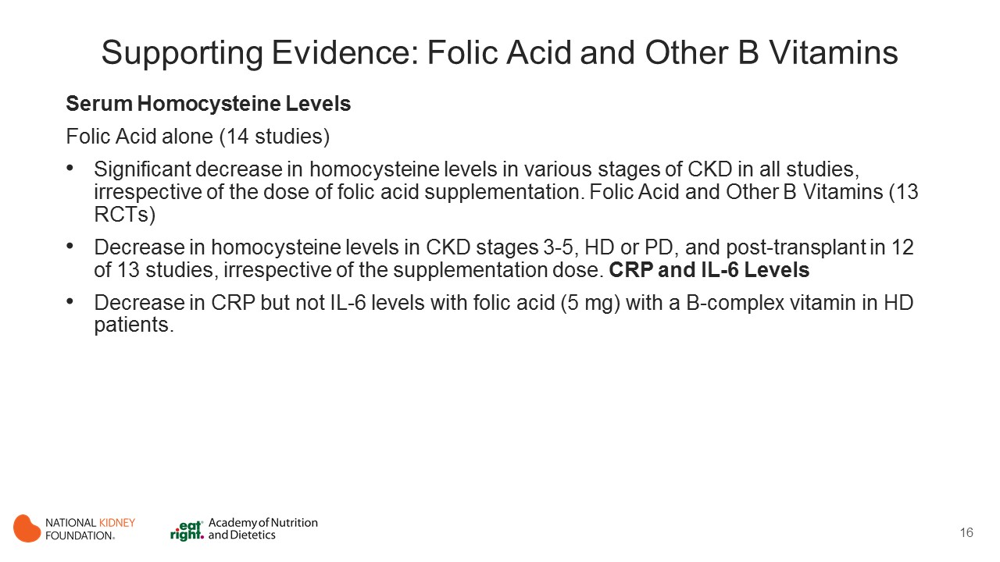 Supporting Evidence: Folic Acid and Other B Vitamins
Serum Homocysteine Levels
Folic Acid alone (14 studies)
• Significant decrease in homocysteine levels in various stages of CKD in all studies,
irrespective of the dose of folic acid supplementation. Folic Acid and Other B Vitamins (13
RCTs)
• Decrease in homocysteine levels in CKD stages 3-5, HD or PD, and post-transplant in 12
of 13 studies, irrespective of the supplementation dose. CRP and IL-6 Levels
• Decrease in CRP but not IL-6 levels with folic acid (5 mg) with a B-complex vitamin in HD
patients.
NATIONAL KIDNEY
FOUNDATION®
eat®
right.
Academy of Nutrition
and Dietetics
16